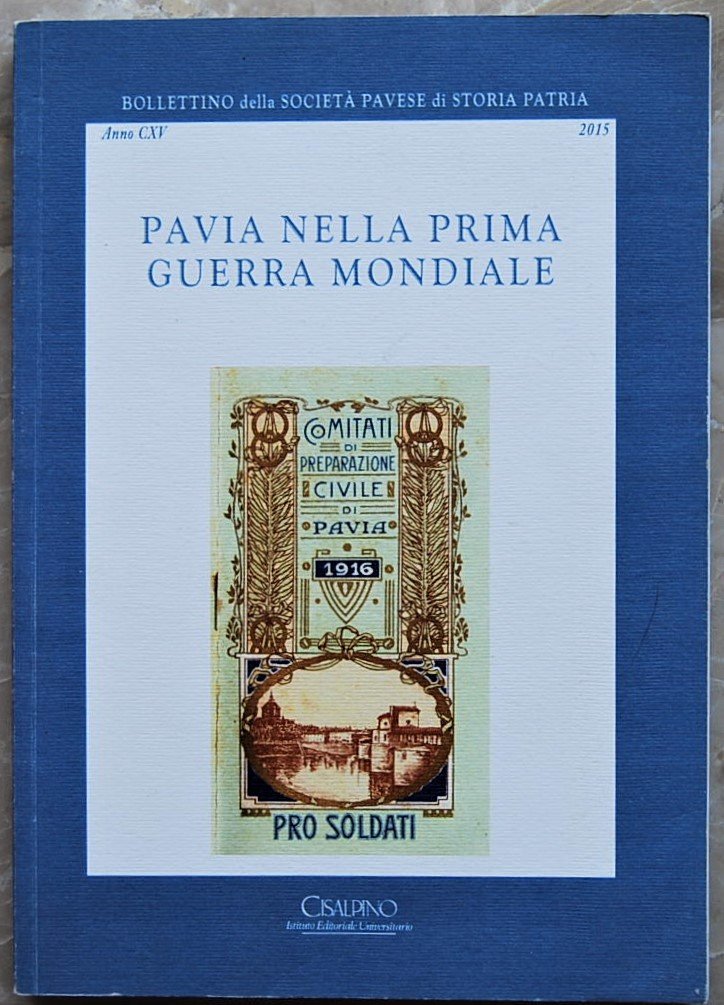 BOLLETTINO della SOCIETÀ PAVESE di STORIA PATRIA
Anno CXV 2015
PAVIA NELLA PRIMA
GUERRA MONDIALE
COMITATI
DI
PREPARAZIONE
CIVILE
DI
PAVIA
1916
PRO SOLDATI
CISALPINO
Istituto Editoriale Universitario